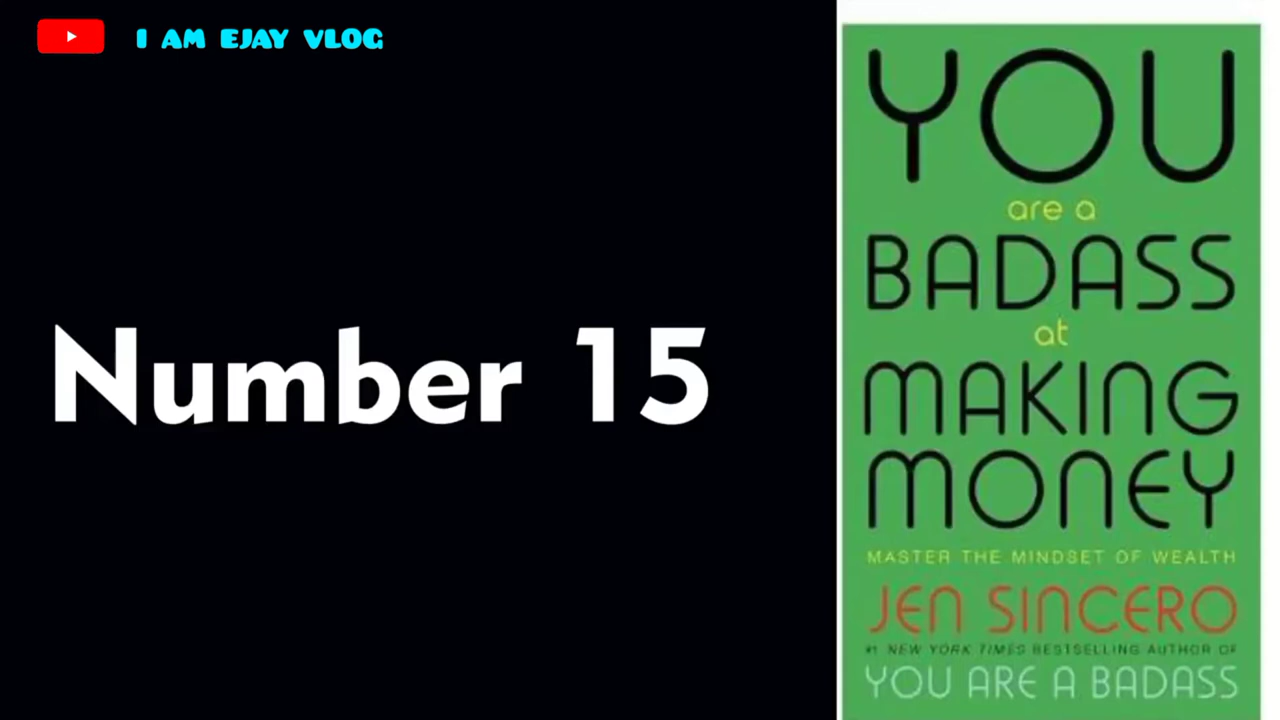 I AM EJAY VLOG
Number 15
YOU
are a
BADASS
at
MAKING
MONEY
MASTER THE MINDSET OF WEALTH
JEN SINCERO
#1 NEW YORK TIMES BESTSELLING AUTHOR OF
YOU ARE A BADASS